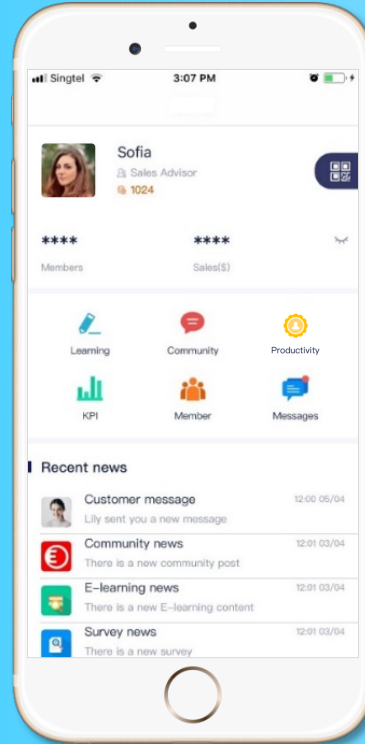 Singtel
3:07 PM
Sofia
Sales Advisor
1024
**** ****
Members Sales($)
Learning Community Productivity
KPI Member Messages
Recent news
Customer message 12:00 05/04
Lily sent you a new message
Community news 12:01 03/04
There is a new community post
E-learning news 12:01 03/04
There is a new E-learning content
Survey news 12:01 03/04
There is a new survey